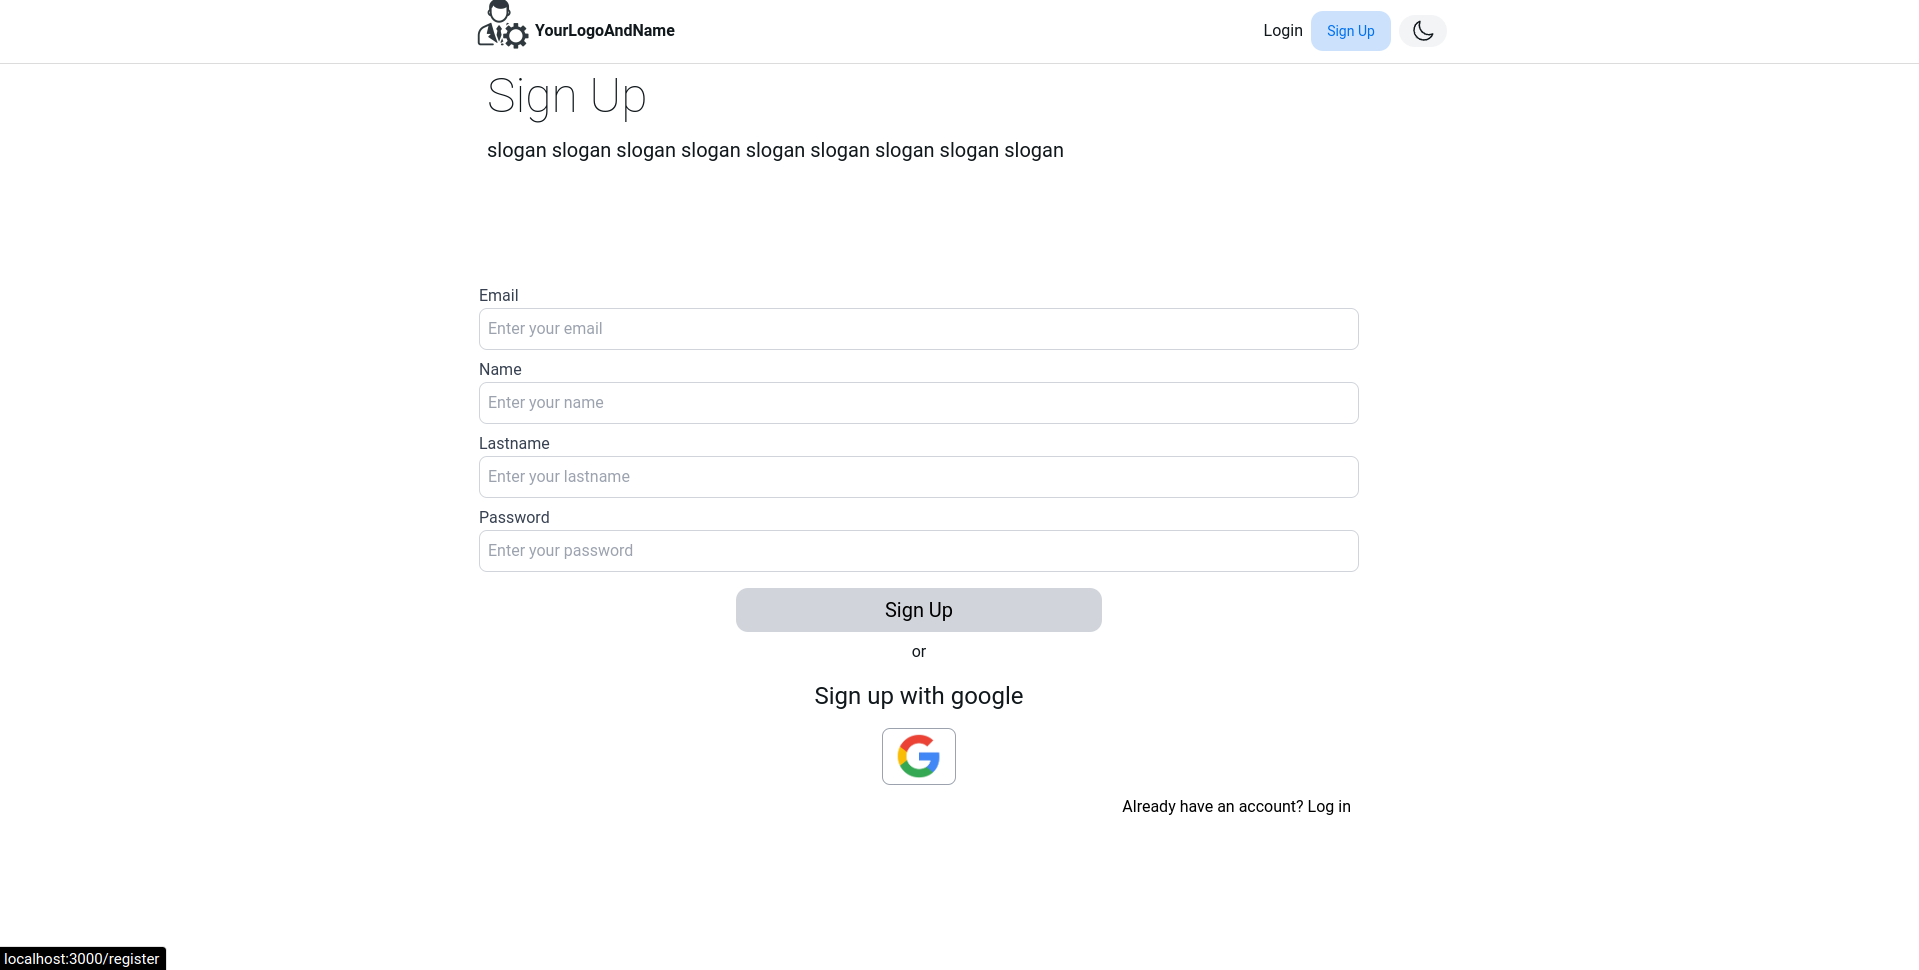 YourLogoAndName
Login
Sign Up
Sign Up
slogan slogan slogan slogan slogan slogan slogan slogan slogan
Email
Enter your email
Name
Enter your name
Lastname
Enter your lastname
Password
Enter your password
Sign Up
or
Sign up with google
Already have an account? Log in
localhost:3000/register